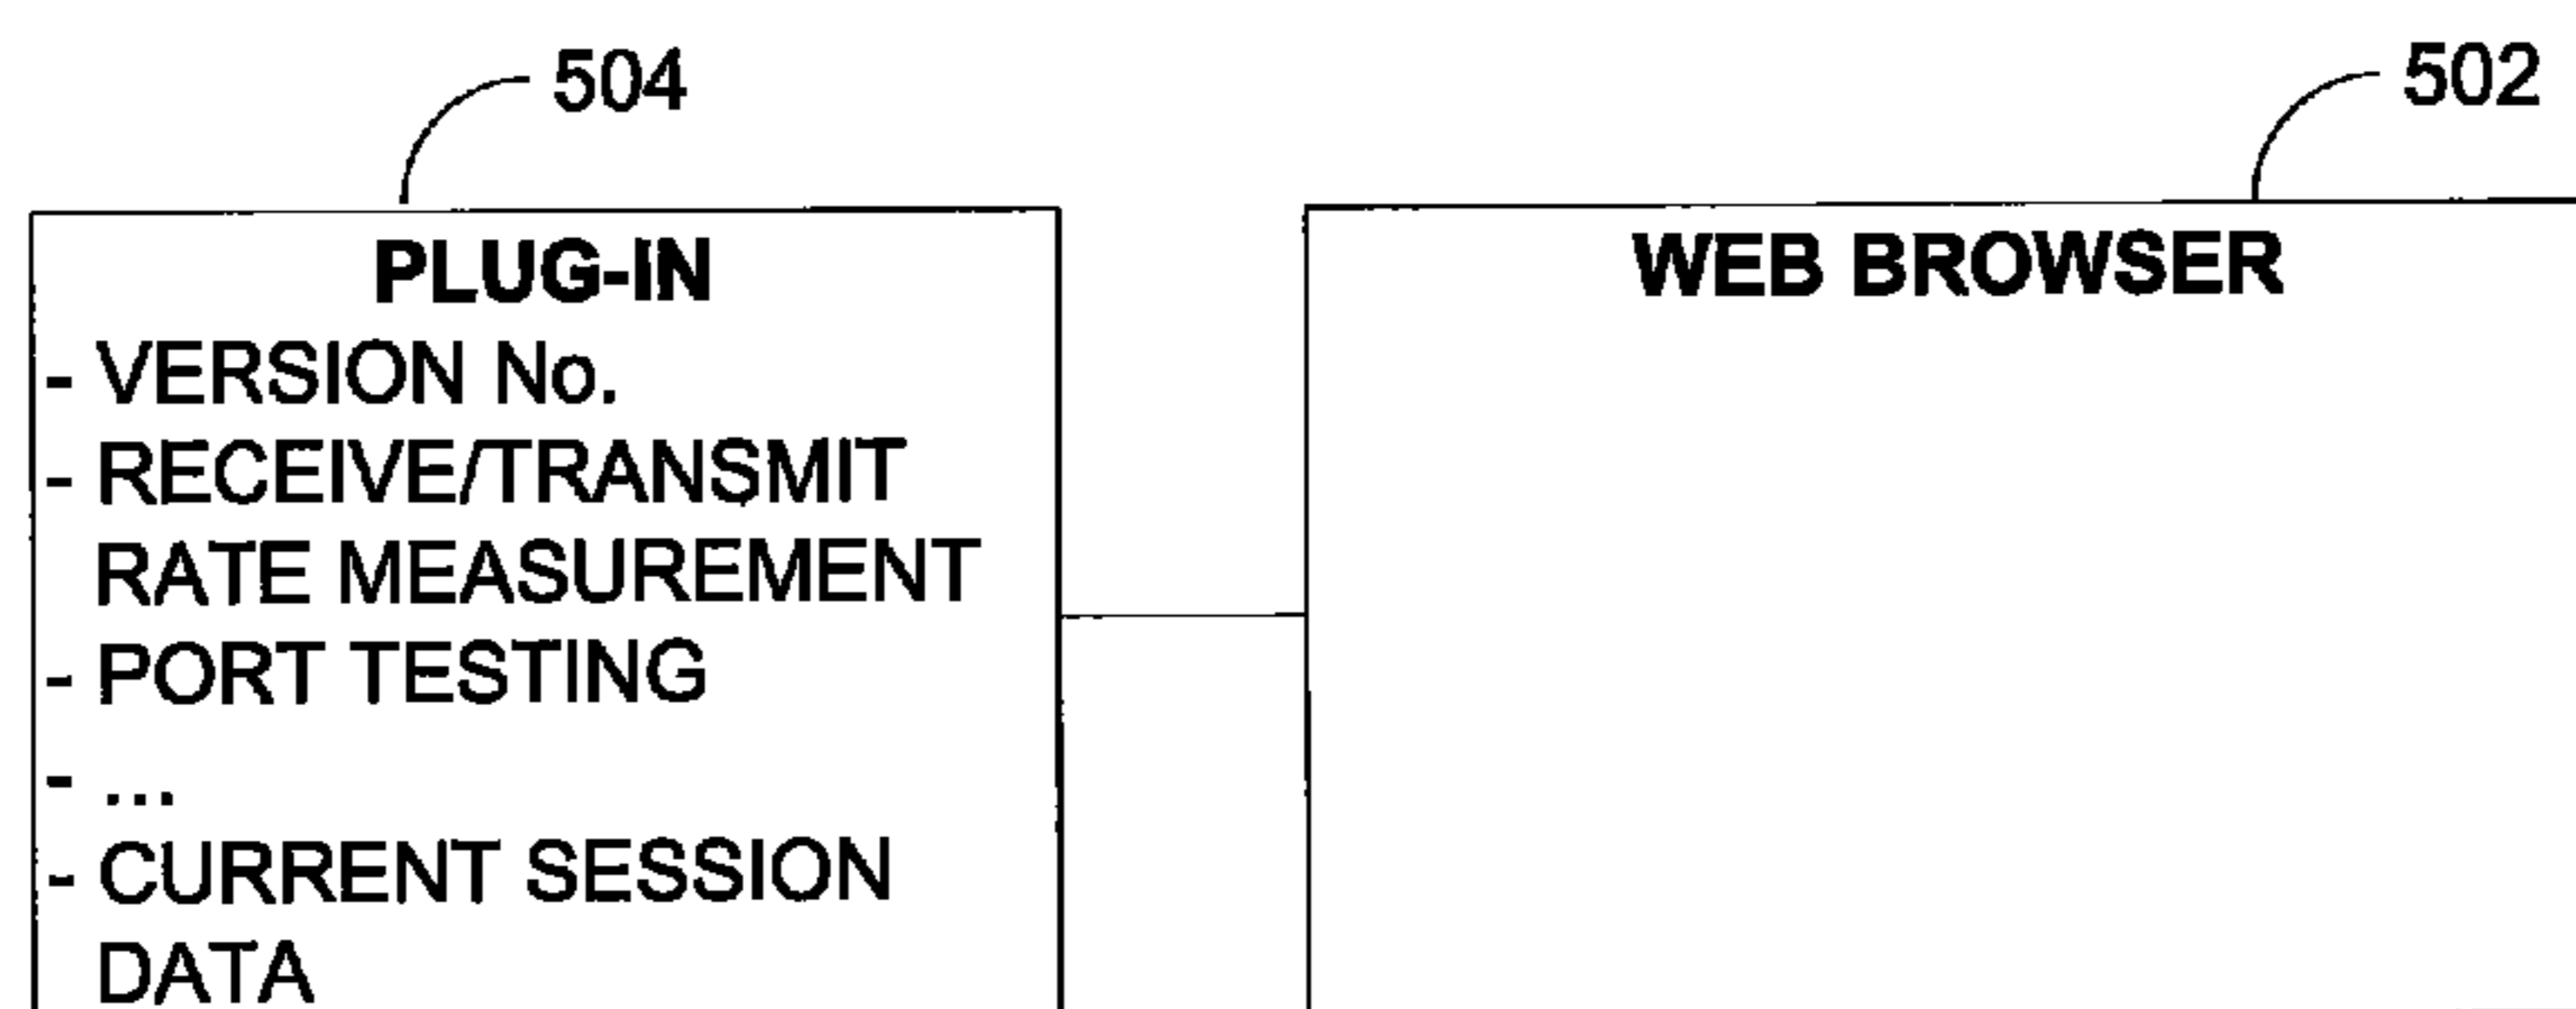 504
502
PLUG-IN
- VERSION No.
- RECEIVE/TRANSMIT
RATE MEASUREMENT
- PORT TESTING
- ...
- CURRENT SESSION
DATA
WEB BROWSER